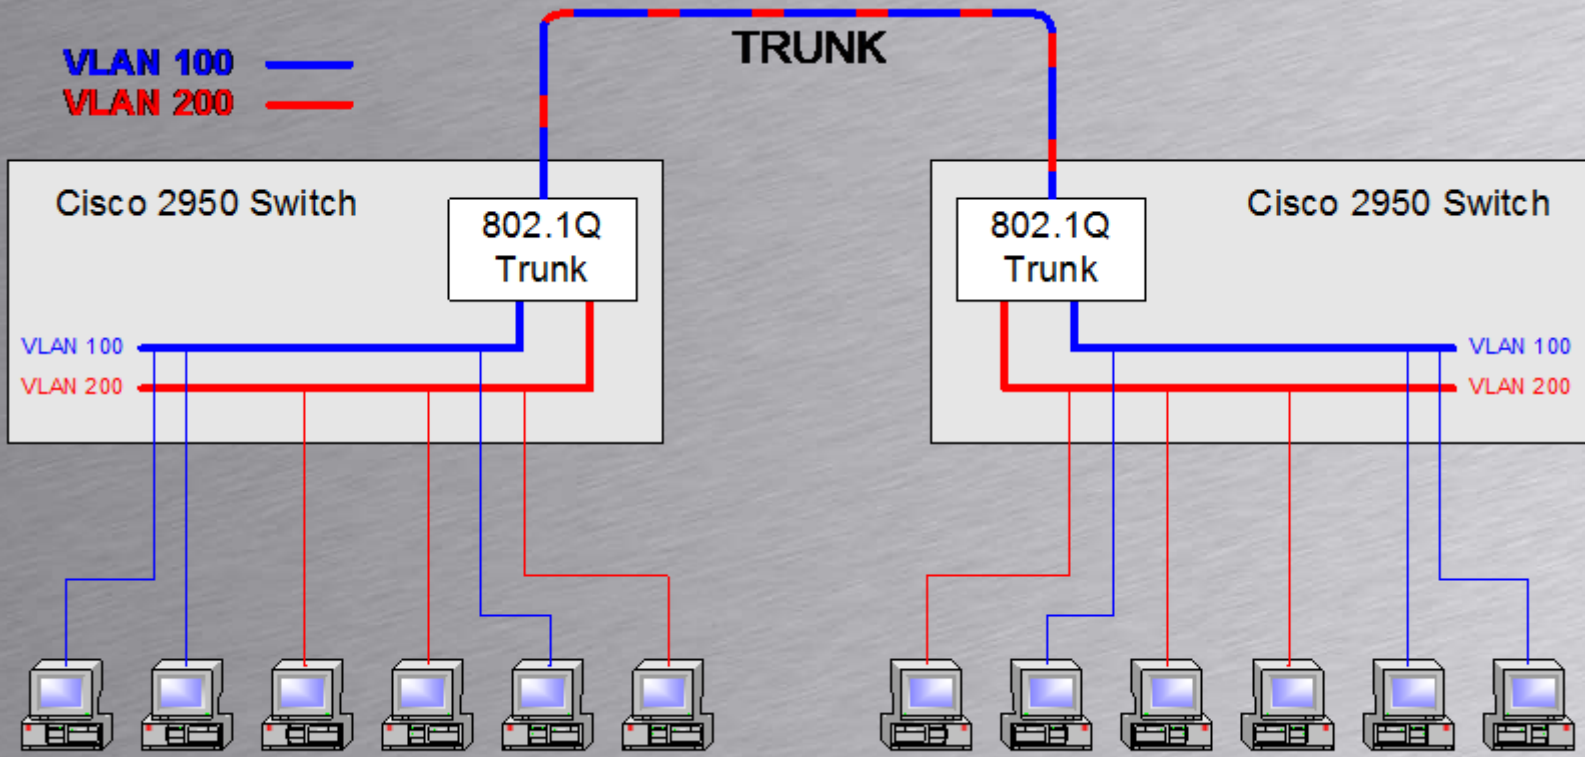 TRUNK
VLAN 100
VLAN 200
Cisco 2950 Switch
802.1Q
Trunk
VLAN 100
VLAN 200
802.1Q
Trunk
Cisco 2950 Switch
VLAN 100
VLAN 200